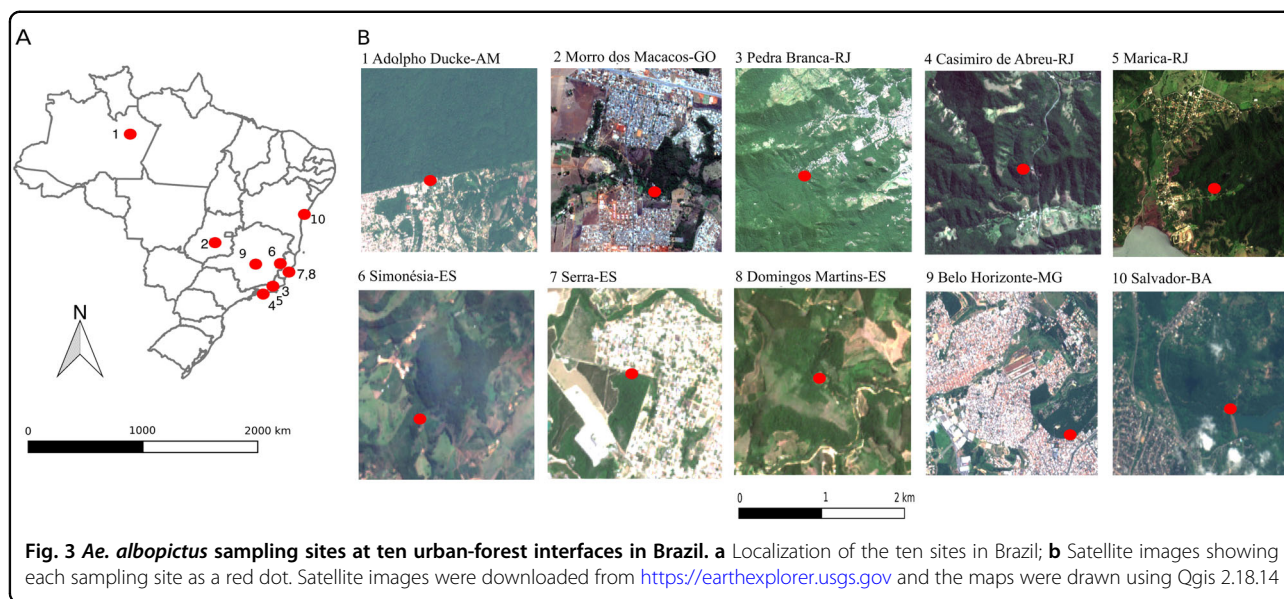 A
B
1 Adolpho Ducke-AM
2 Morro dos Macacos-GO
3 Pedra Branca-RJ
4 Casimiro de Abreu-RJ
5 Marica-RJ
1
10
2
9
6
7,8
3
5
4
N
0 1000 2000 km
6 Simonésia-ES
7 Serra-ES
8 Domingos Martins-ES
9 Belo Horizonte-MG
10 Salvador-BA
0 1 2 km
Fig. 3 Ae. albopictus sampling sites at ten urban-forest interfaces in Brazil. a Localization of the ten sites in Brazil; b Satellite images showing
each sampling site as a red dot. Satellite images were downloaded from https://earthexplorer.usgs.gov and the maps were drawn using Qgis 2.18.14